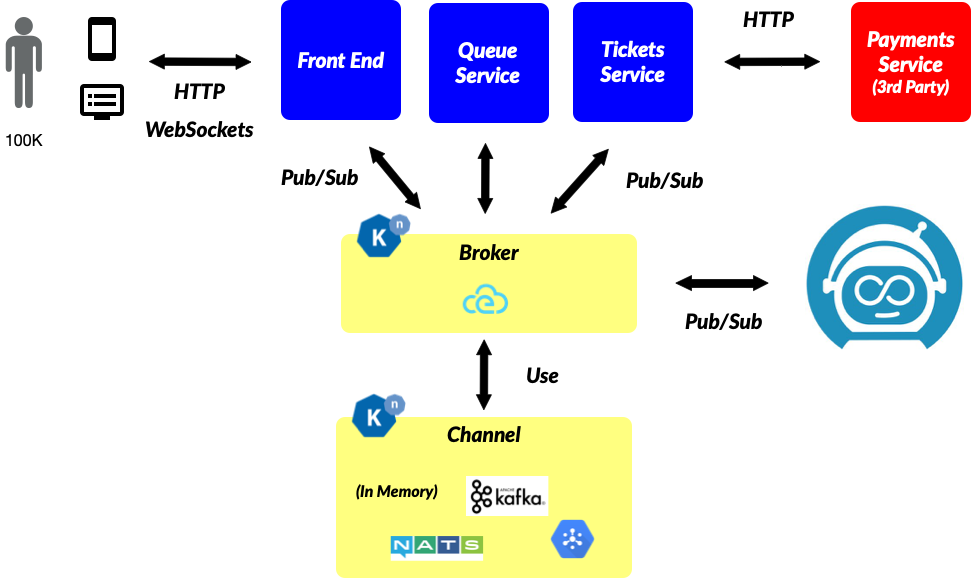 100K
HTTP
WebSockets
Front End
Queue
Service
Tickets
Service
HTTP
Payments
Service
(3rd Party)
Pub/Sub
Pub/Sub
K
n
Broker
e
Pub/Sub
Use
K
n
Channel
(In Memory)
APACHE
kafka
NATS